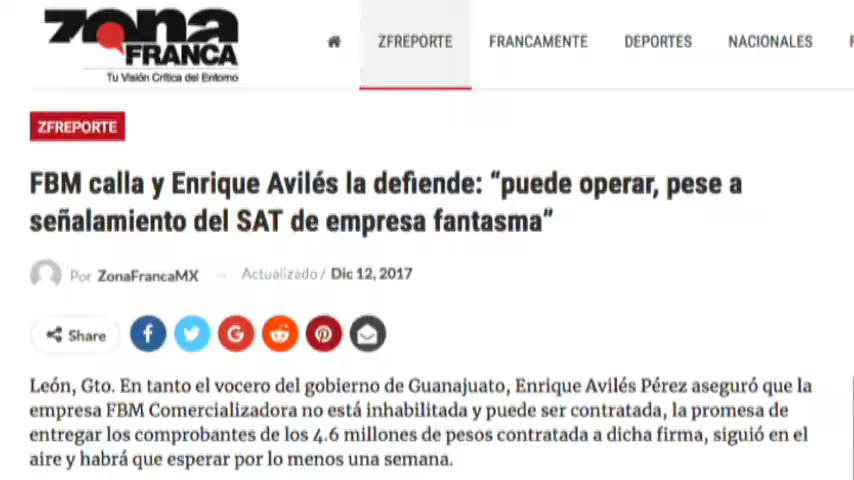 zona
FRANCA
Tu Visión Crítica del Entorno
ZFREPORTE FRANCAMENTE DEPORTES NACIONALES
ZFREPORTE
FBM calla y Enrique Avilés la defiende: “puede operar, pese a
señalamiento del SAT de empresa fantasma”
Por ZonaFrancaMX — Actualizado / Dic 12, 2017
Share
León, Gto. En tanto el vocero del gobierno de Guanajuato, Enrique Avilés Pérez aseguró que la
empresa FBM Comercializadora no está inhabilitada y puede ser contratada, la promesa de
entregar los comprobantes de los 4.6 millones de pesos contratada a dicha firma, siguió en el
aire y habrá que esperar por lo menos una semana.